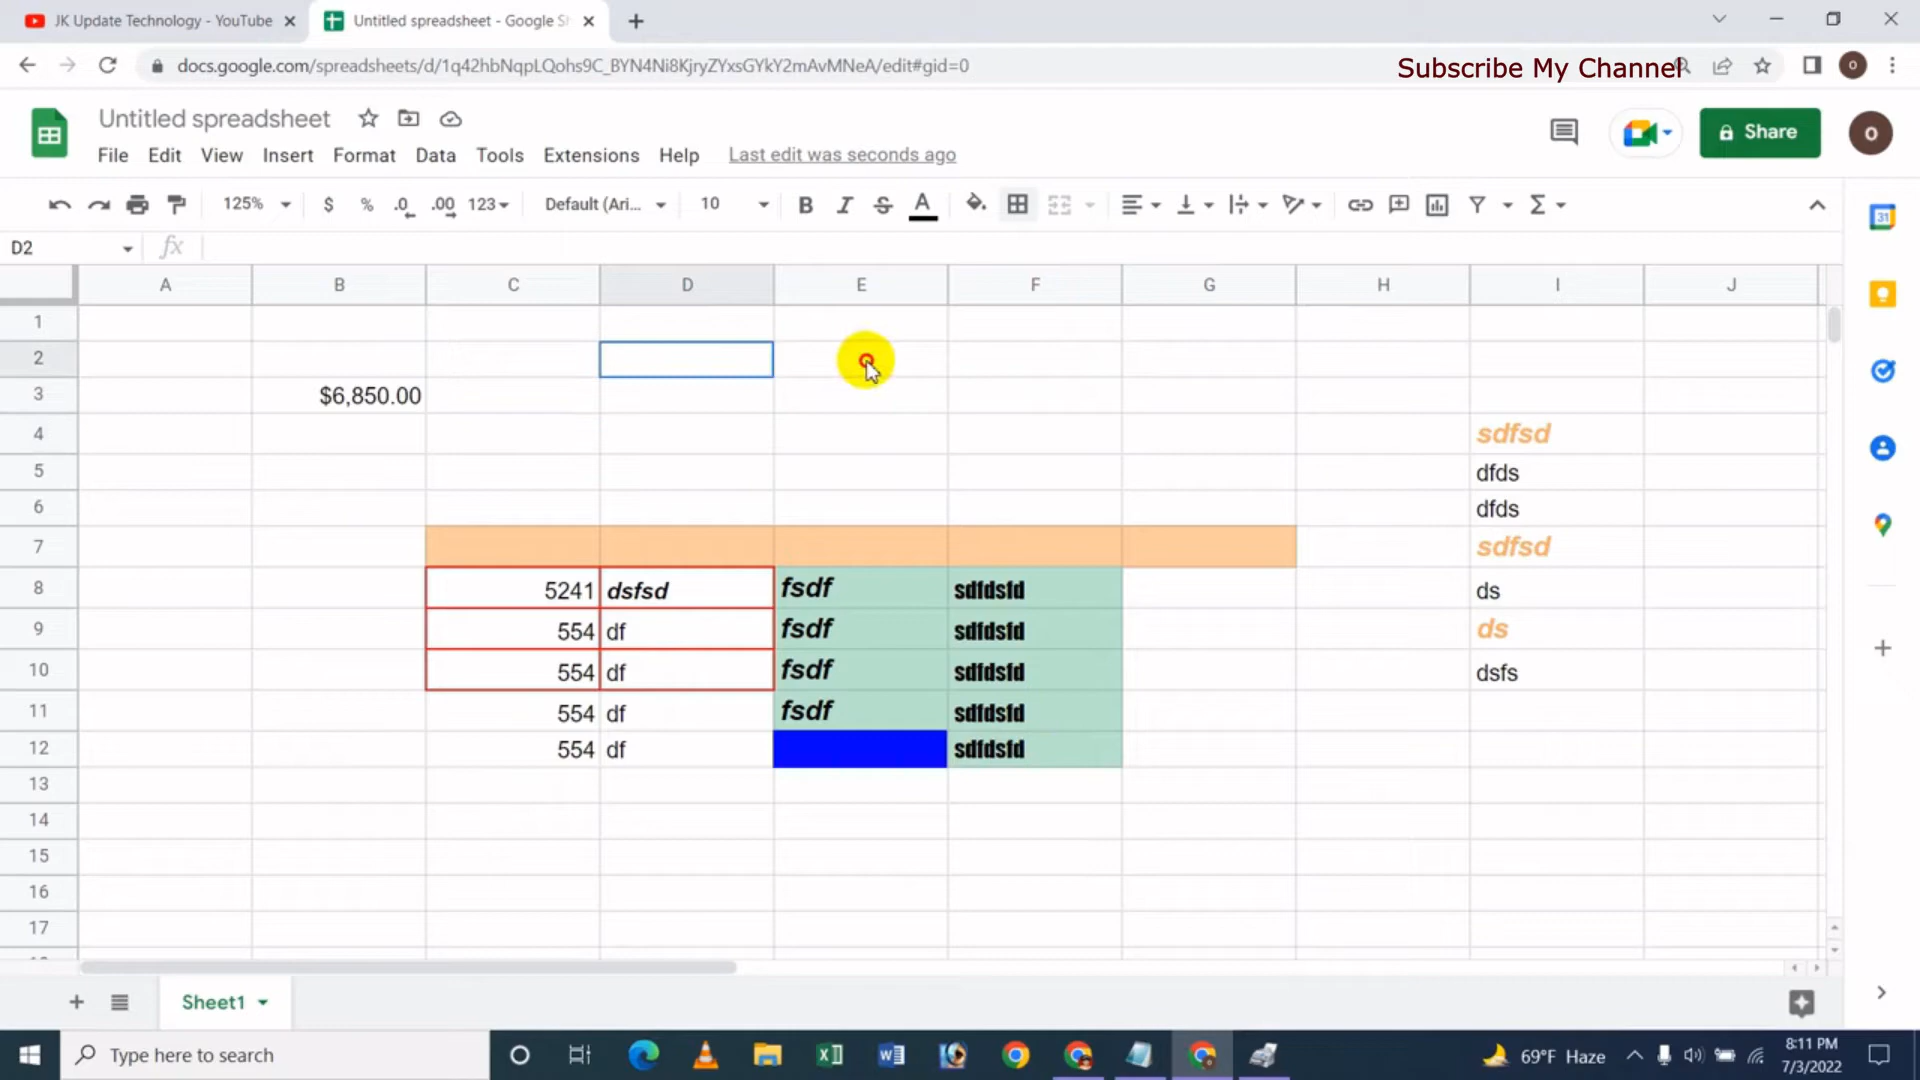 JK Update Technology - YouTube
Untitled spreadsheet - Google Sh
docs.google.com/spreadsheets/d/1q42hbNqpLQohs9C_BYN4Ni8KjryZYxsGYkY2mAvMNeA/edit#gid=0
Subscribe My Channel
O
Untitled spreadsheet
Share
O
File Edit View Insert Format Data Tools Extensions Help Last edit was seconds ago
125% $ % .0 .00 123 Default (Ari... 10 B I S A Σ
D2 fx
31
A B C D E F G H I J
1
2
3 $6,850.00
4 sdfsd
5 dfds
6 dfds
7 sdfsd
8 5241 dsfsd fsdf sdfdsfd ds
9 554 df fsdf sdfdsfd ds
10 554 df fsdf sdfdsfd dsfs
11 554 df fsdf sdfdsfd
12 554 df sdfdsfd
13
14
15
16
17
Sheet1
Type here to search
69°F Haze
8:11 PM
7/3/2022